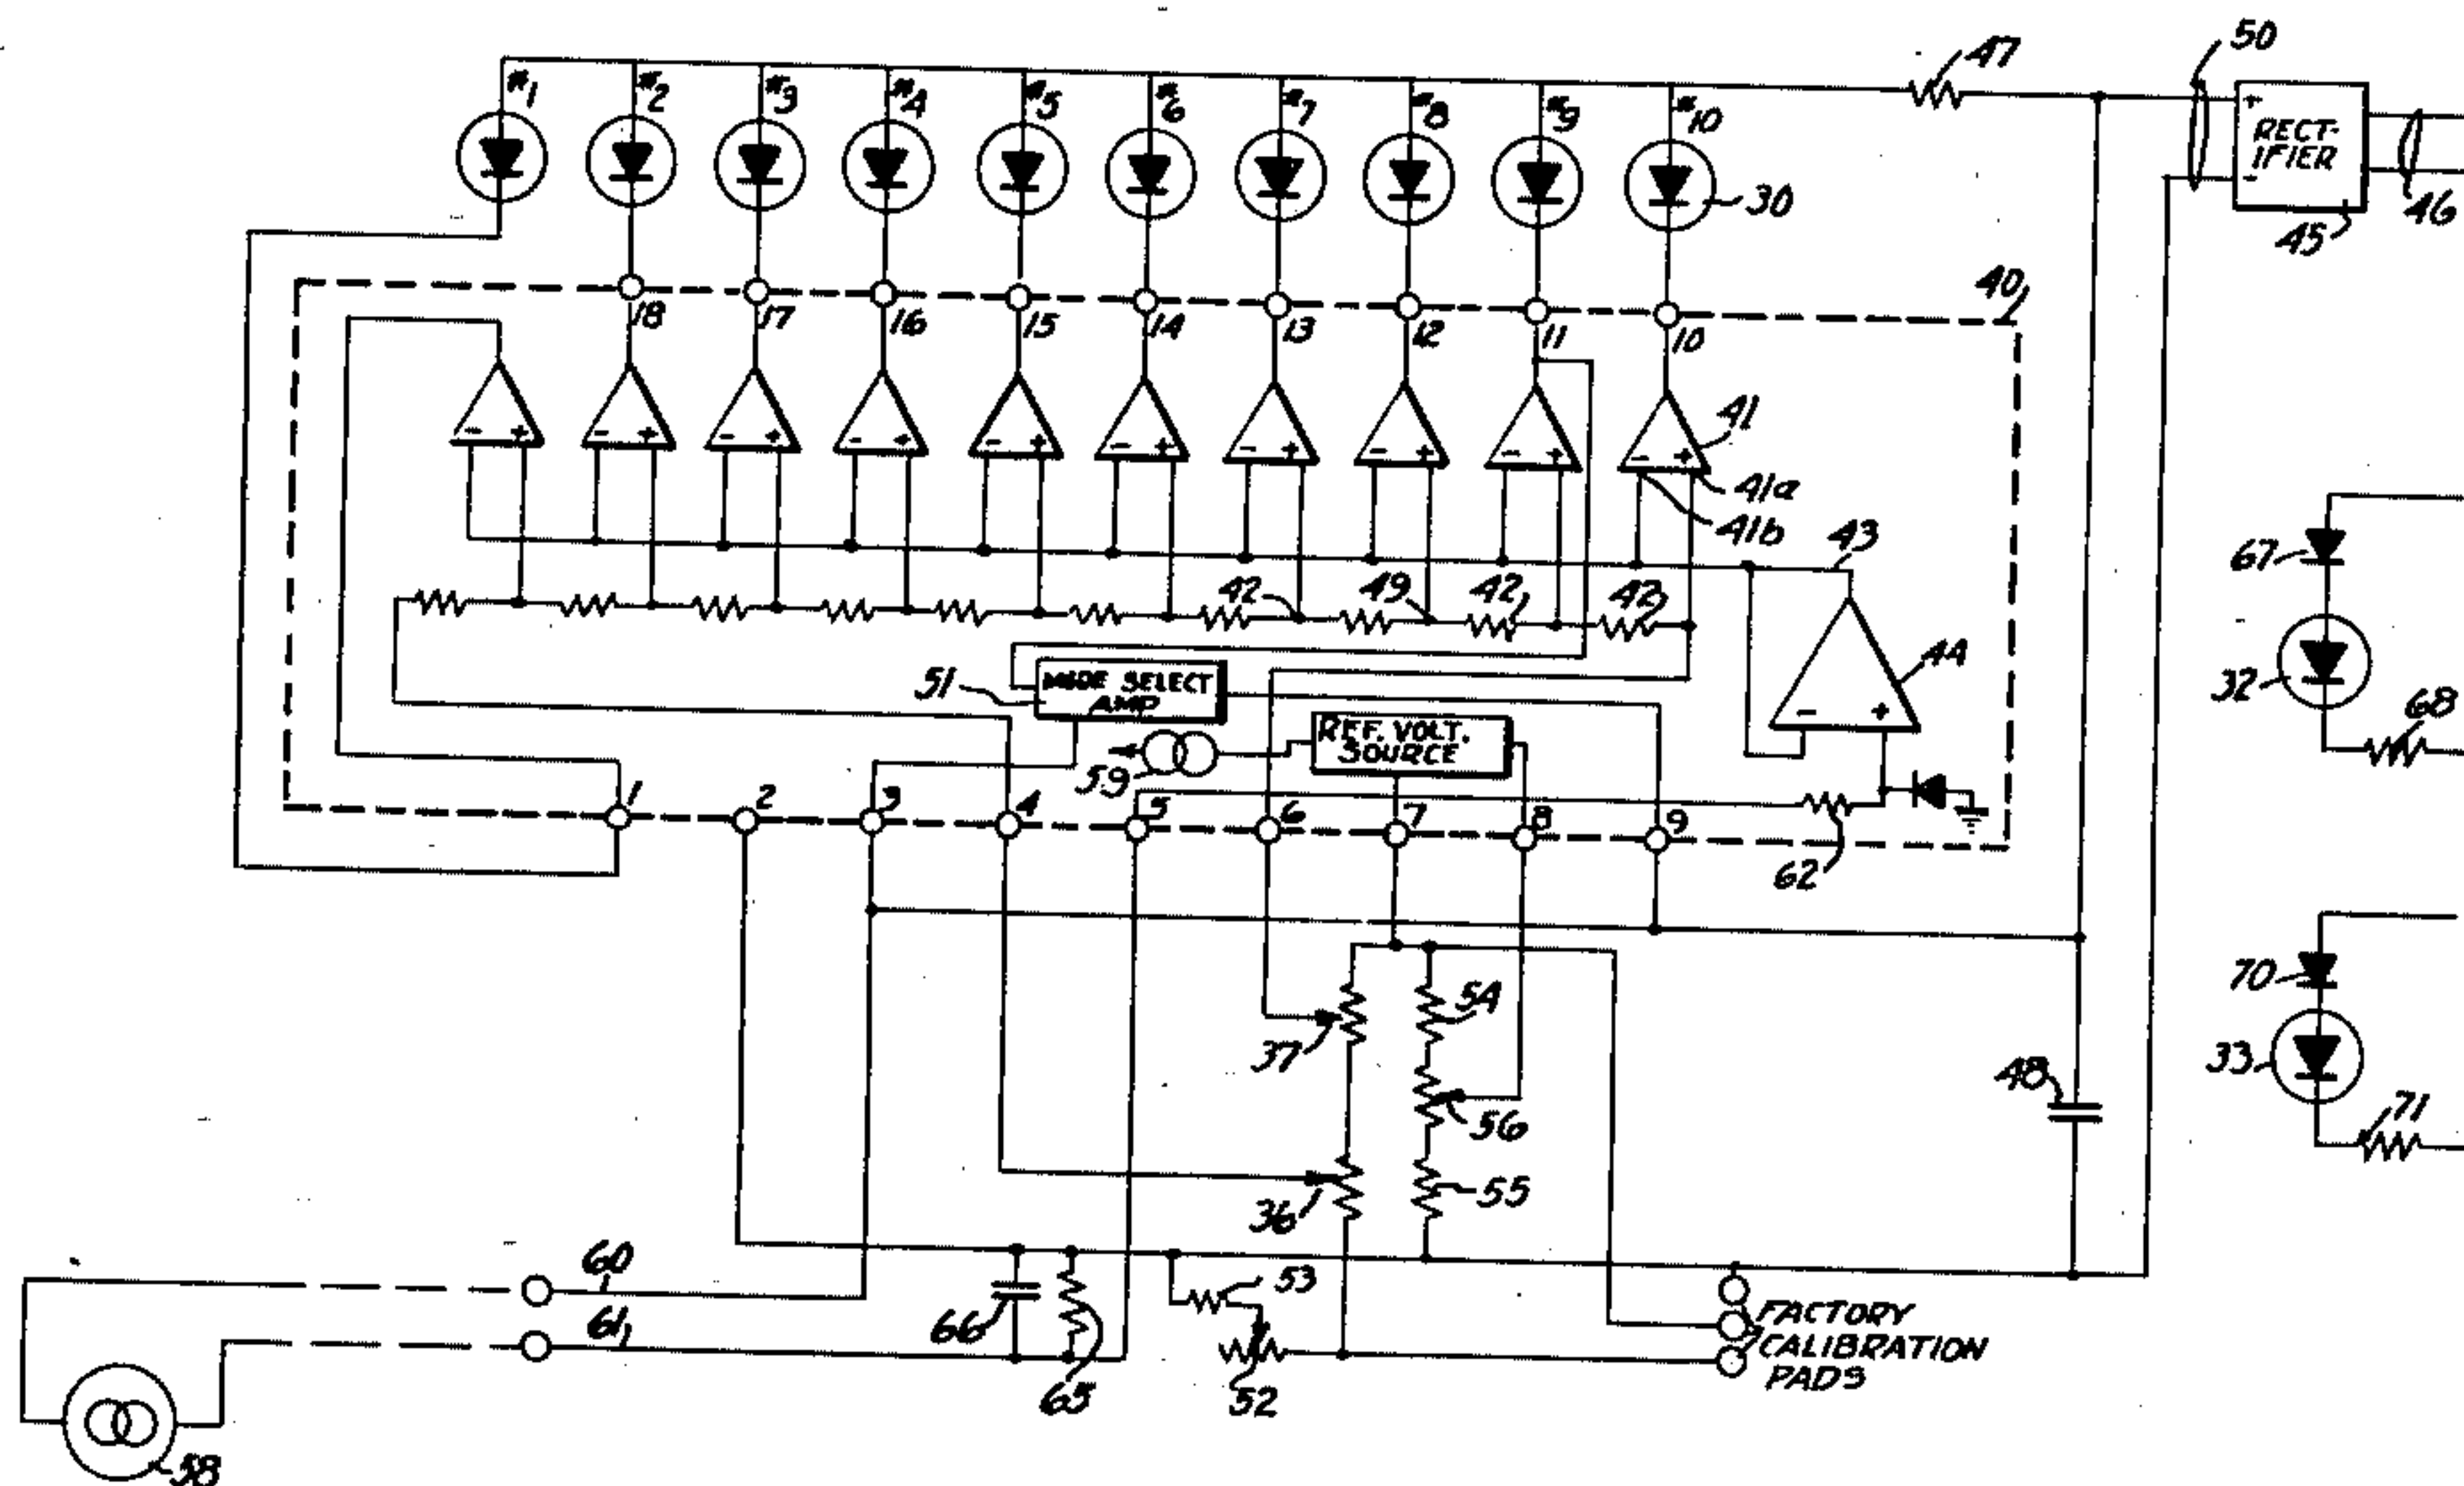 50
47
#1 #2 #3 #4 #5 #6 #7 #8 #9 #10
+
RECT-
IFIER
-
30
46
45
40
18 17 16 15 14 13 12 11 10
41
- + - + - + - + - + - + - + - + - + - +
41a
41b
43
67
42 49 42 42
44
51
MODE SELECT
AMP
32
68
- +
REF. VOLT.
SOURCE
59
1 2 3 4 5 6 7 8 9
62
70
54
37
33
48
56
71
36
55
60
53
61
66
FACTORY
CALIBRATION
PADS
65
52
58